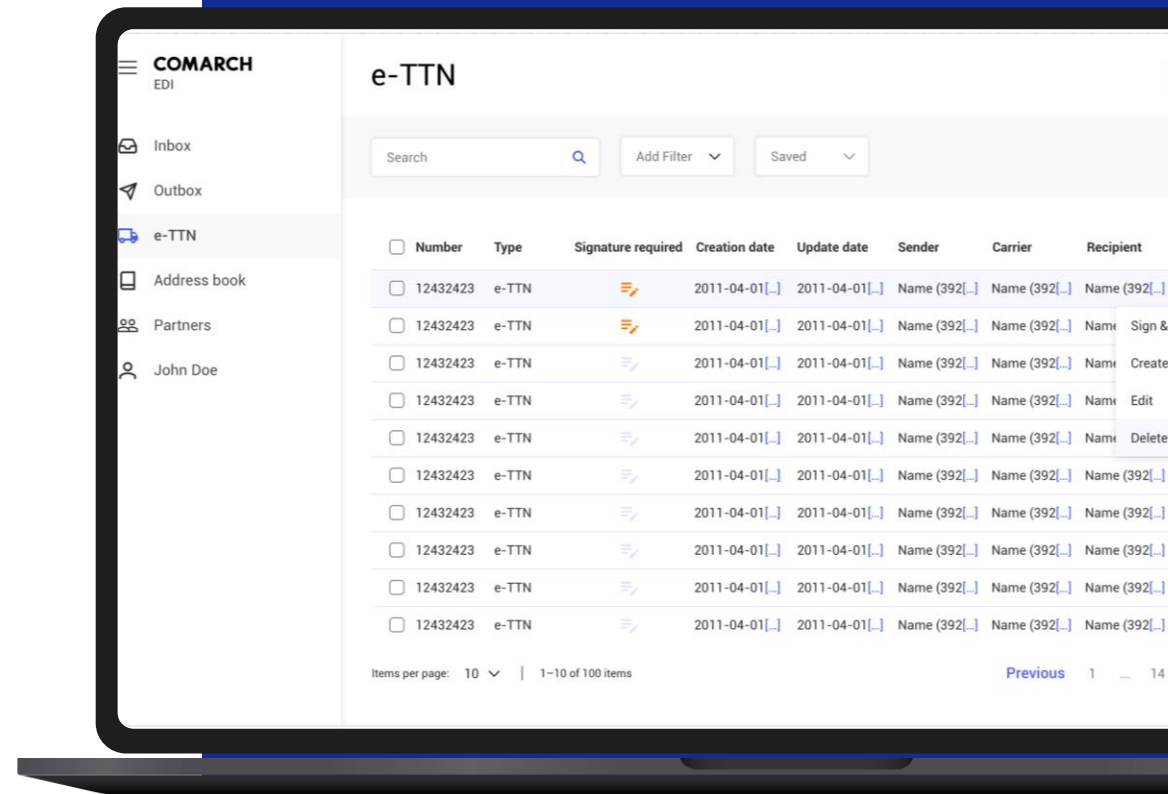 COMARCH
EDI
Inbox
Outbox
e-TTN
Address book
Partners
John Doe
e-TTN
Search Add Filter Saved
Number Type Signature required Creation date Update date Sender Carrier Recipient
12432423 e-TTN 2011-04-01[...] 2011-04-01[...] Name (392[...] Name (392[...] Name (392[...]
12432423 e-TTN 2011-04-01[...] 2011-04-01[...] Name (392[...] Name (392[...] Name Sign &
12432423 e-TTN 2011-04-01[...] 2011-04-01[...] Name (392[...] Name (392[...] Name Create
12432423 e-TTN 2011-04-01[...] 2011-04-01[...] Name (392[...] Name (392[...] Name Edit
12432423 e-TTN 2011-04-01[...] 2011-04-01[...] Name (392[...] Name (392[...] Name Delete
12432423 e-TTN 2011-04-01[...] 2011-04-01[...] Name (392[...] Name (392[...] Name (392[...]
12432423 e-TTN 2011-04-01[...] 2011-04-01[...] Name (392[...] Name (392[...] Name (392[...]
12432423 e-TTN 2011-04-01[...] 2011-04-01[...] Name (392[...] Name (392[...] Name (392[...]
12432423 e-TTN 2011-04-01[...] 2011-04-01[...] Name (392[...] Name (392[...] Name (392[...]
12432423 e-TTN 2011-04-01[...] 2011-04-01[...] Name (392[...] Name (392[...] Name (392[...]
Items per page: 10 | 1–10 of 100 items Previous 1 ... 14